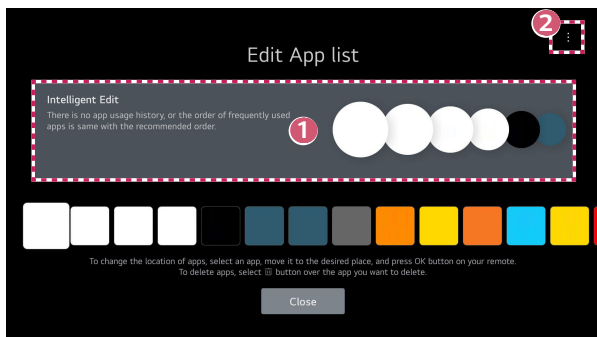 2
Edit App list
Intelligent Edit
There is no app usage history, or the order of frequently used
apps is same with the recommended order.
1
To change the location of apps, select an app, move it to the desired place, and press OK button on your remote.
To delete apps, select 🗑 button over the app you want to delete.
Close